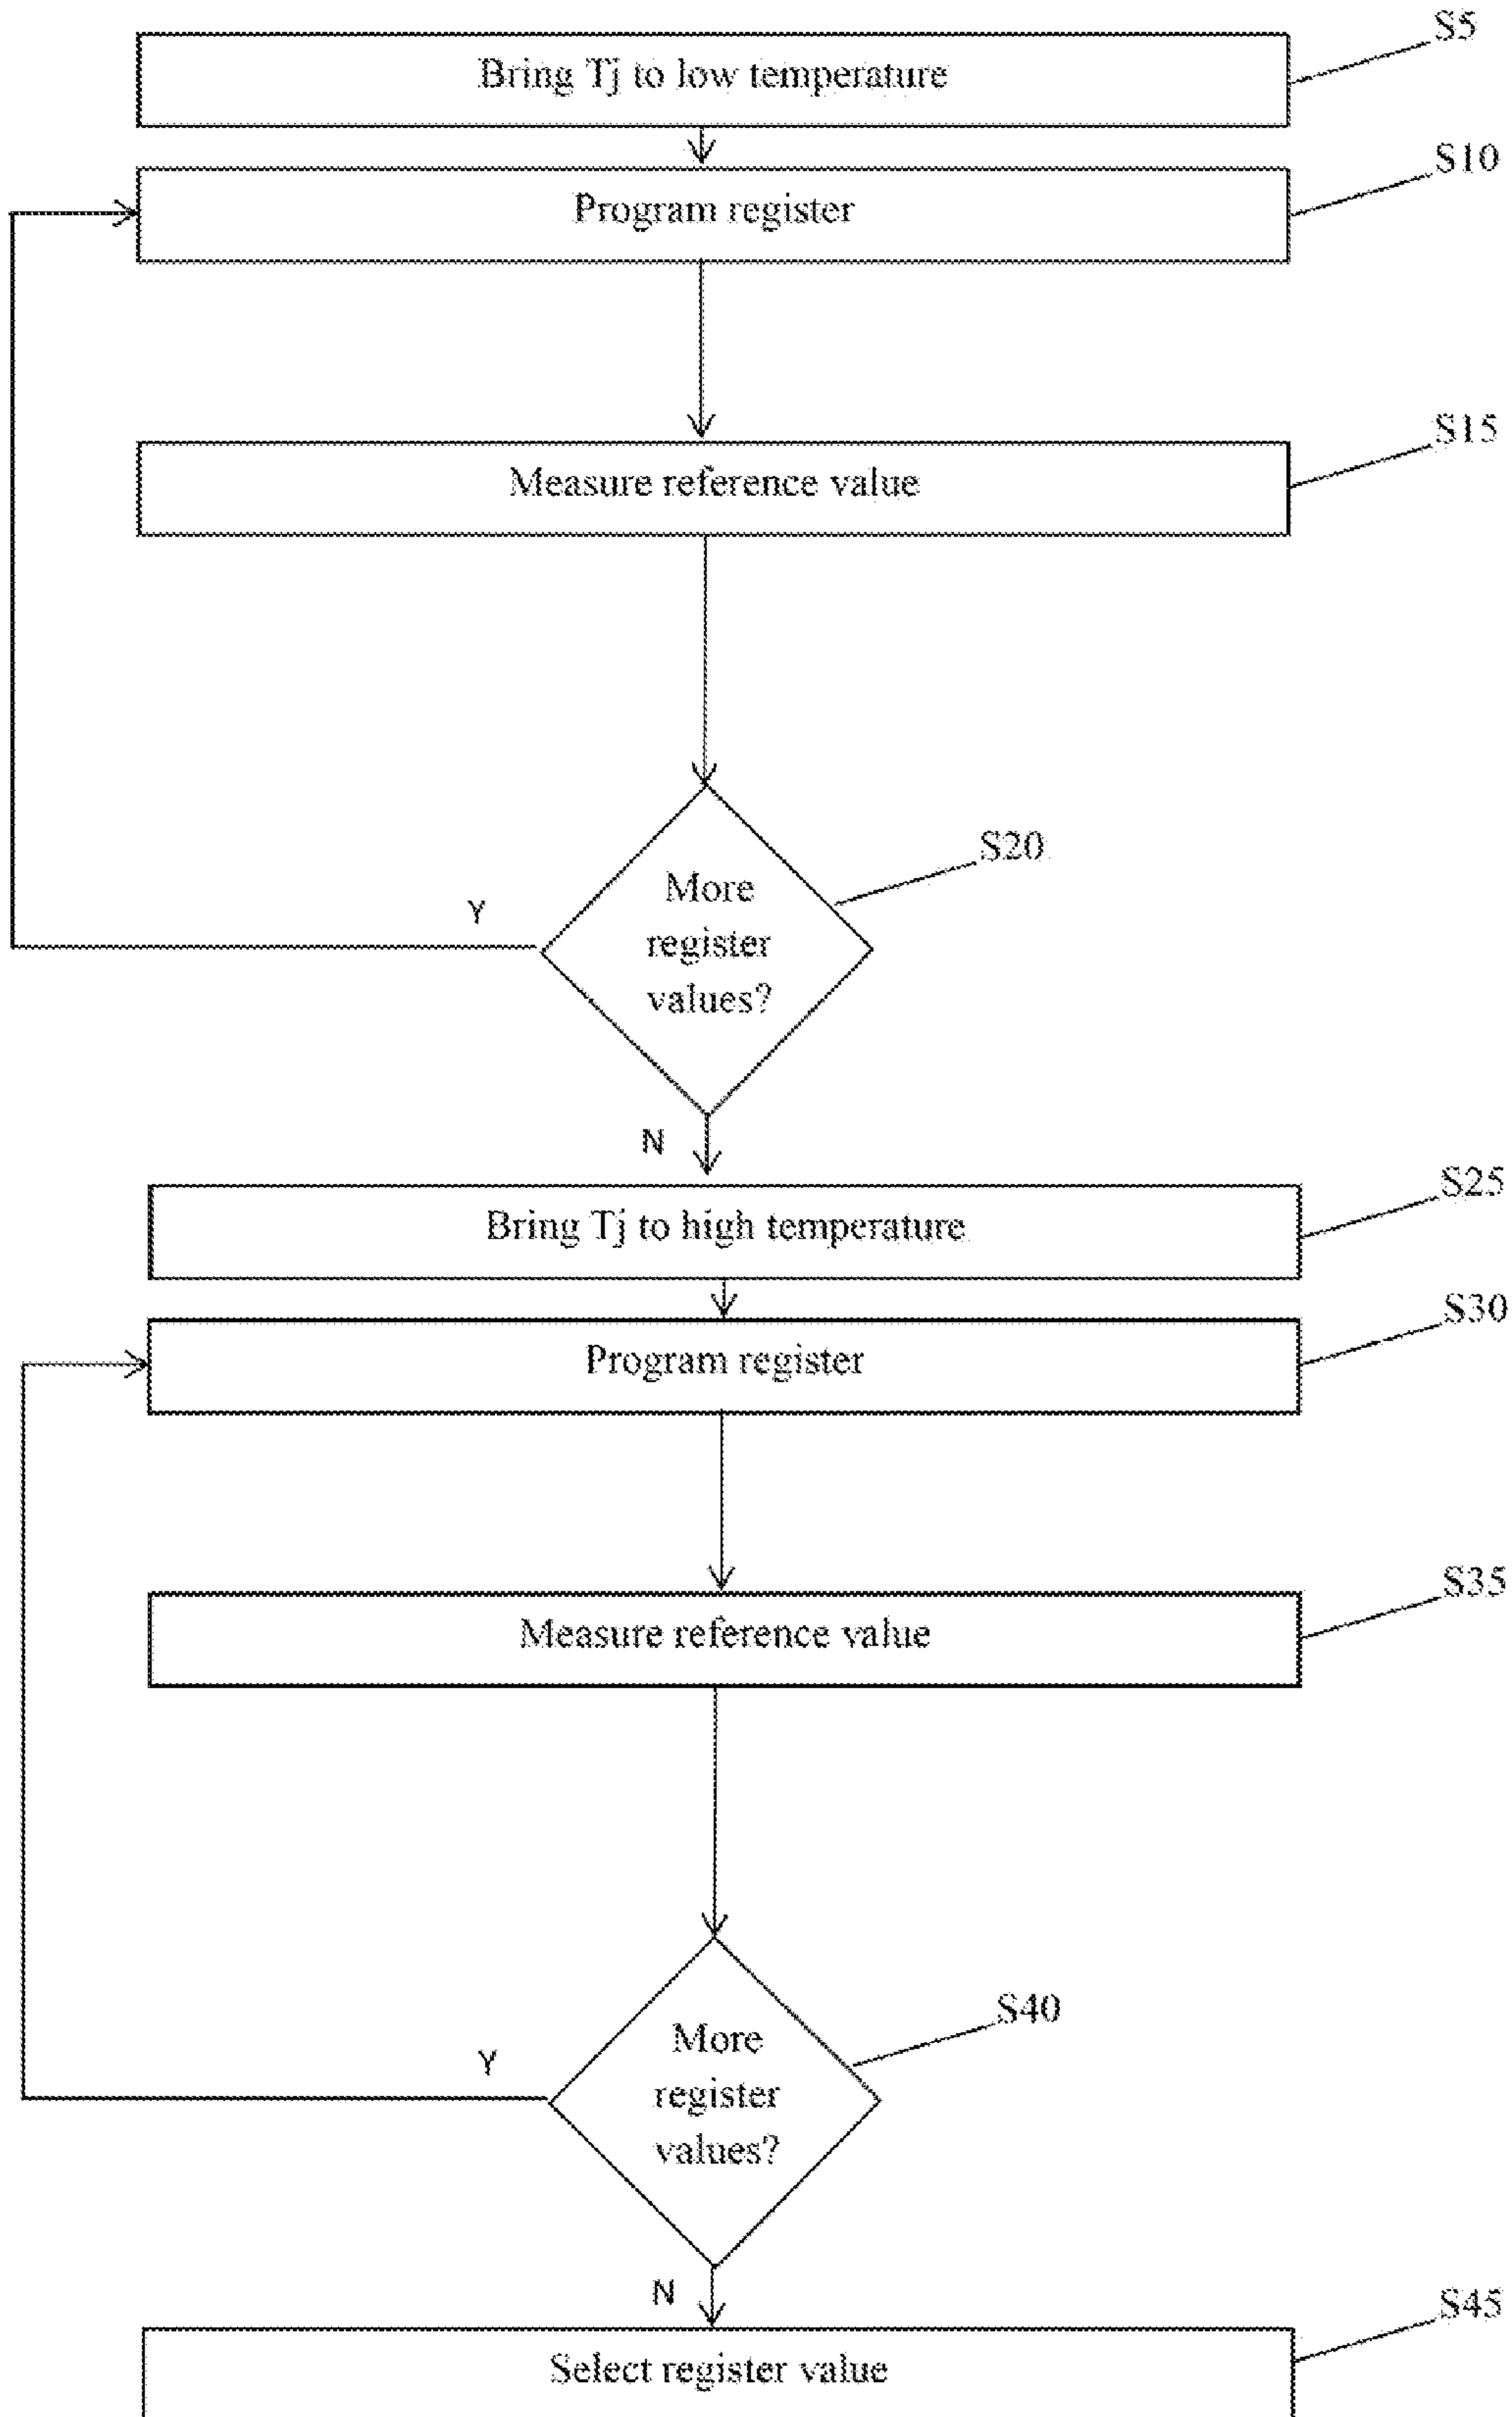 S5
Bring Tj to low temperature
S10
Program register
S15
Measure reference value
S20
More
register
values?
Y
N
S25
Bring Tj to high temperature
S30
Program register
S35
Measure reference value
S40
More
register
values?
Y
N
S45
Select register value